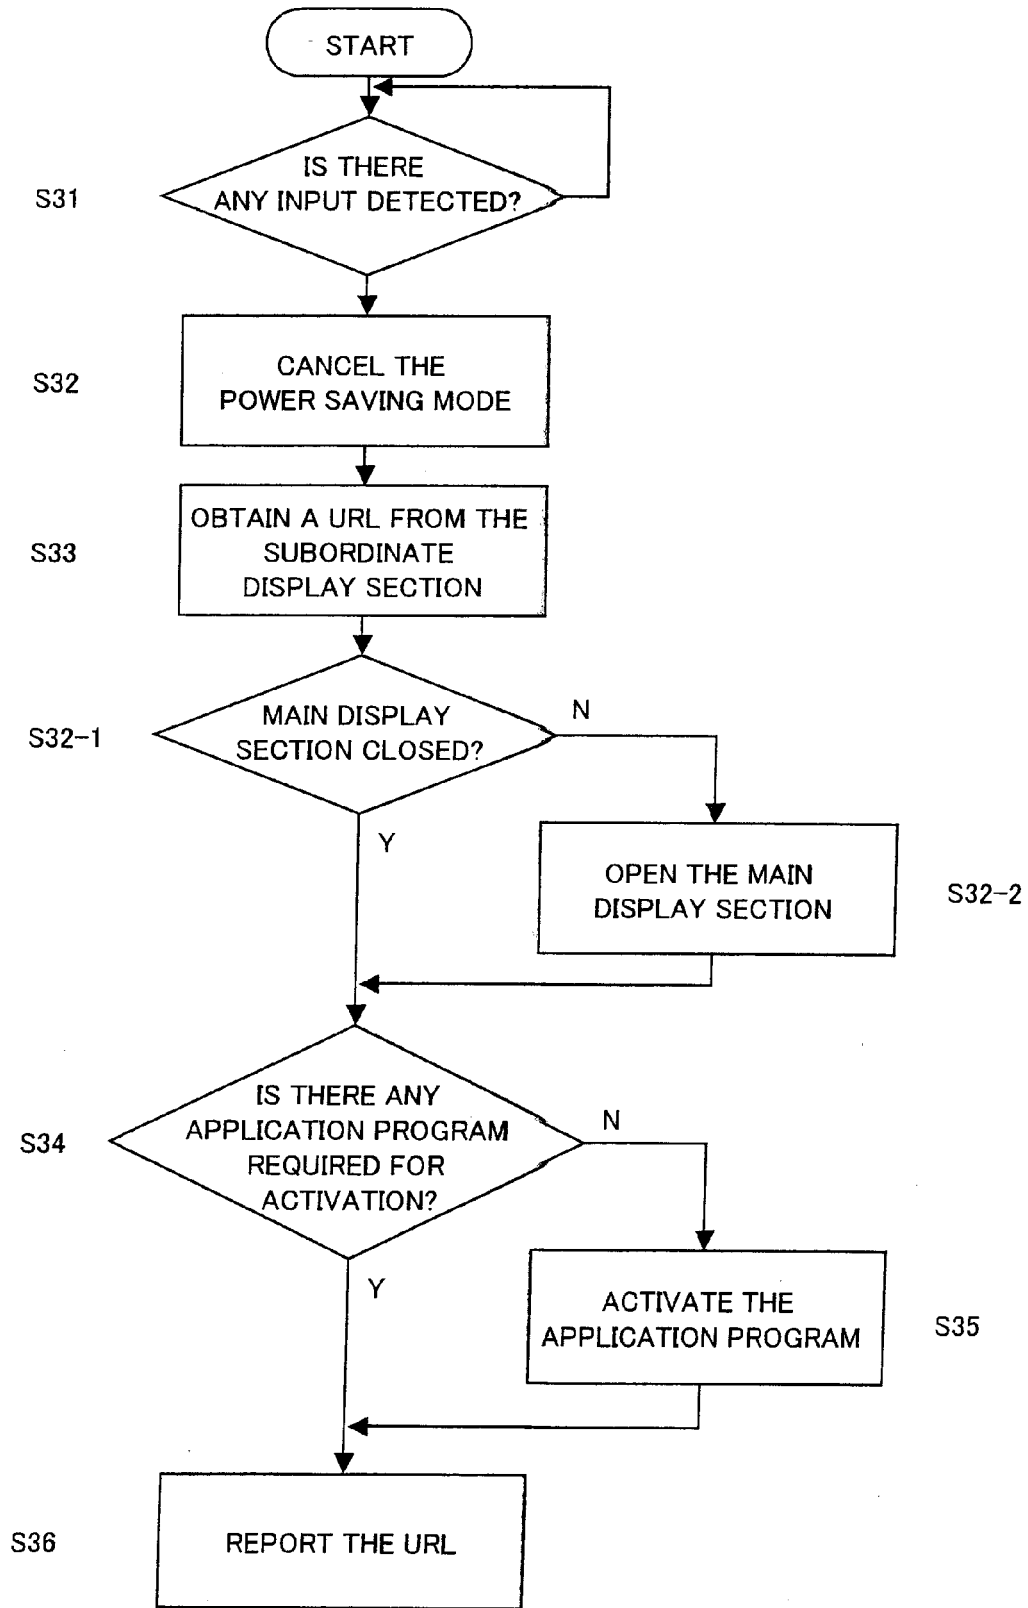 START
IS THERE
ANY INPUT DETECTED?
S31
CANCEL THE
POWER SAVING MODE
S32
OBTAIN A URL FROM THE
SUBORDINATE
DISPLAY SECTION
S33
MAIN DISPLAY
SECTION CLOSED?
S32-1
N
Y
OPEN THE MAIN
DISPLAY SECTION
S32-2
IS THERE ANY
APPLICATION PROGRAM
REQUIRED FOR
ACTIVATION?
S34
N
Y
ACTIVATE THE
APPLICATION PROGRAM
S35
REPORT THE URL
S36